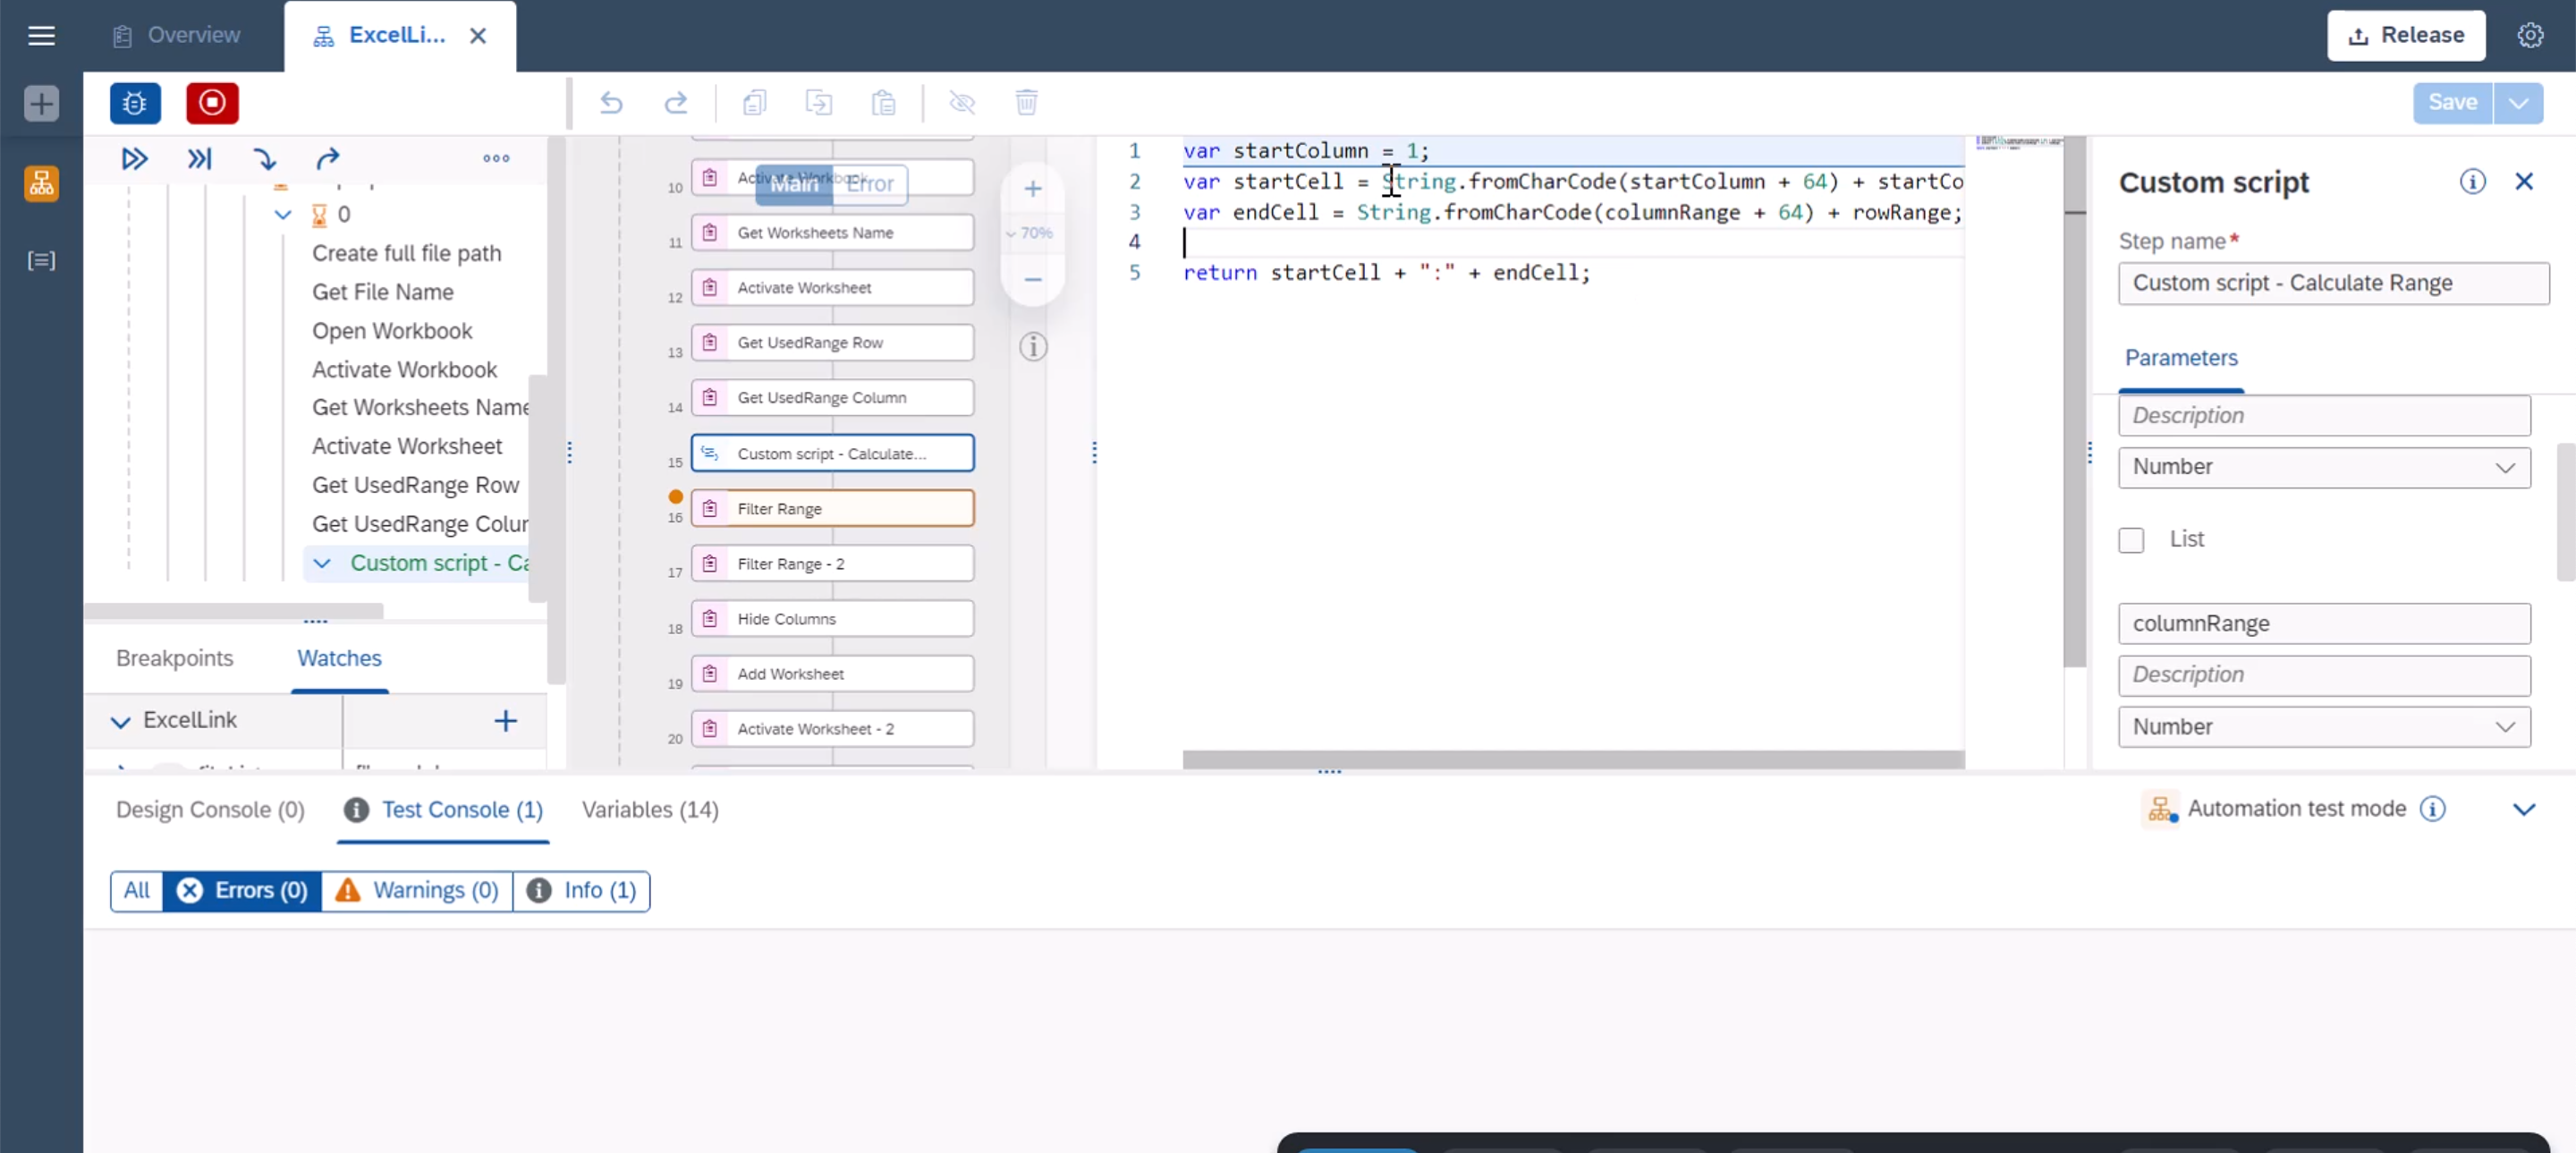 Overview
ExcelLi...
Release
Save
0
Create full file path
Get File Name
Open Workbook
Activate Workbook
Get Worksheets Name
Activate Worksheet
Get UsedRange Row
Get UsedRange Colur
Custom script - Ca
Breakpoints
Watches
ExcelLink
10
Activate Workbook
Main
Error
11 Get Worksheets Name
12 Activate Worksheet
13 Get UsedRange Row
14 Get UsedRange Column
15 Custom script - Calculate...
16 Filter Range
17 Filter Range - 2
18 Hide Columns
19 Add Worksheet
20 Activate Worksheet - 2
70%
1 var startColumn = 1;
2 var startCell = String.fromCharCode(startColumn + 64) + startCo
3 var endCell = String.fromCharCode(columnRange + 64) + rowRange;
4
5 return startCell + ":" + endCell;
Custom script
Step name*
Custom script - Calculate Range
Parameters
Description
Number
List
columnRange
Description
Number
Design Console (0)
Test Console (1)
Variables (14)
Automation test mode
All
Errors (0)
Warnings (0)
Info (1)